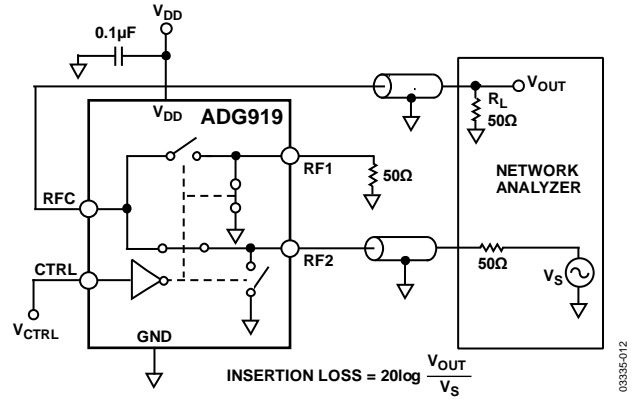 V_DD
0.1µF
V_DD
ADG919
V_OUT
R_L
50Ω
RF1
50Ω
NETWORK
ANALYZER
RFC
CTRL
RF2
50Ω
V_S
V_CTRL
GND
INSERTION LOSS = 20log V_OUT / V_S
03335-012